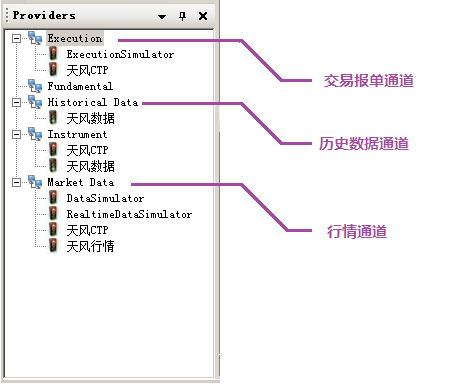 Providers
Execution
ExecutionSimulator
天风CTP
交易报单通道
Fundamental
Historical Data
天风数据
历史数据通道
Instrument
天风CTP
天风数据
Market Data
DataSimulator
RealtimeDataSimulator
天风CTP
行情通道
天风行情